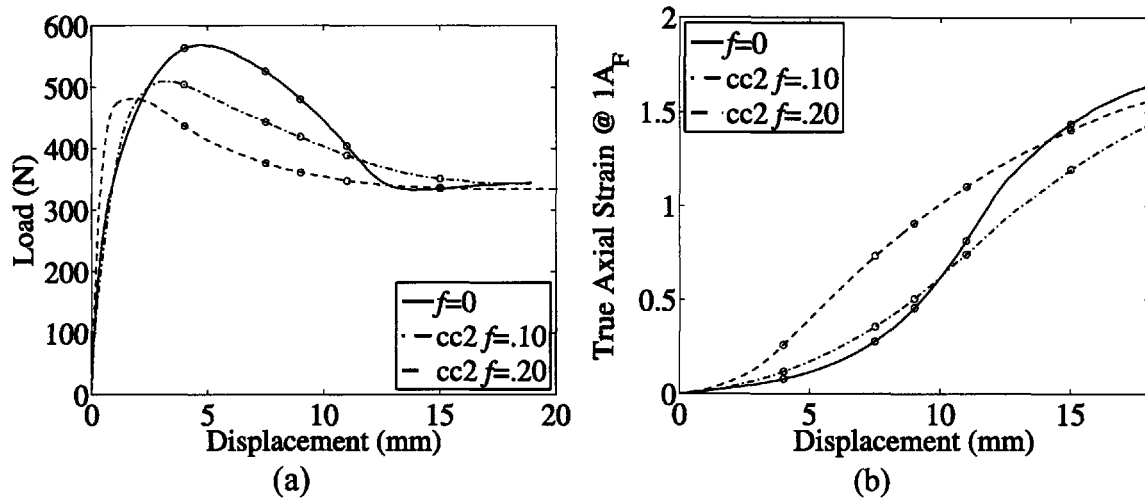 600
500
400
300
200
100
0
Load (N)
0
5
10
15
20
Displacement (mm)
f=0
cc2 f=.10
cc2 f=.20
(a)
2
1.5
1
0.5
0
True Axial Strain @ 1A_F
0
5
10
15
Displacement (mm)
f=0
cc2 f=.10
cc2 f=.20
(b)